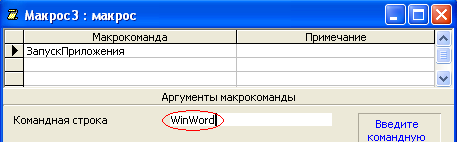 Макрос3 : макрос
Макрокоманда Примечание
ЗапускПриложения
Аргументы макрокоманды
Командная строка WinWord
Введите
командную